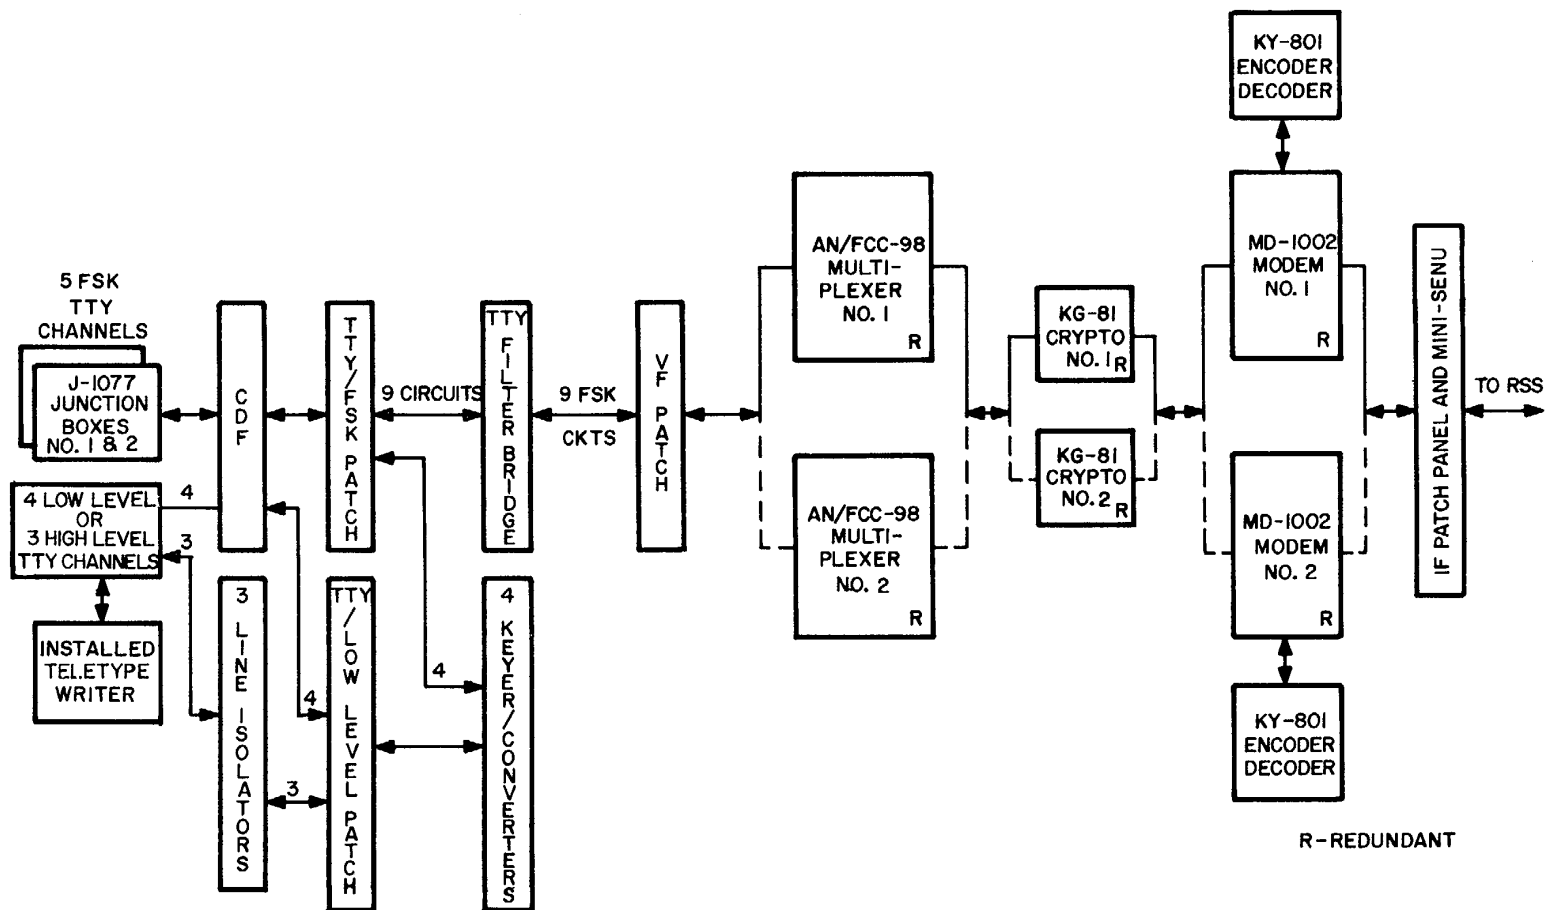 KY-801
ENCODER
DECODER
5 FSK
TTY
CHANNELS
J-1077
JUNCTION
BOXES
NO. 1 & 2
4 LOW LEVEL
OR
3 HIGH LEVEL
TTY CHANNELS
4
3
INSTALLED
TELETYPE
WRITER
CDF
3 LINE ISOLATORS
4
3
TTY/FSK PATCH
TTY/LOW LEVEL PATCH
9 CIRCUITS
4
TTY FILTER BRIDGE
4 KEYER/CONVERTERS
9 FSK
CKTS
VF PATCH
AN/FCC-98
MULTI-
PLEXER
NO. 1
R
AN/FCC-98
MULTI-
PLEXER
NO. 2
R
KG-81
CRYPTO
NO. 1
R
KG-81
CRYPTO
NO. 2
R
MD-1002
MODEM
NO. 1
R
MD-1002
MODEM
NO. 2
R
KY-801
ENCODER
DECODER
IF PATCH PANEL AND MINI-SENU
TO RSS
R-REDUNDANT